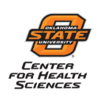 OKLAHOMA
STATE
UNIVERSITY
CENTER
FOR HEALTH
SCIENCES